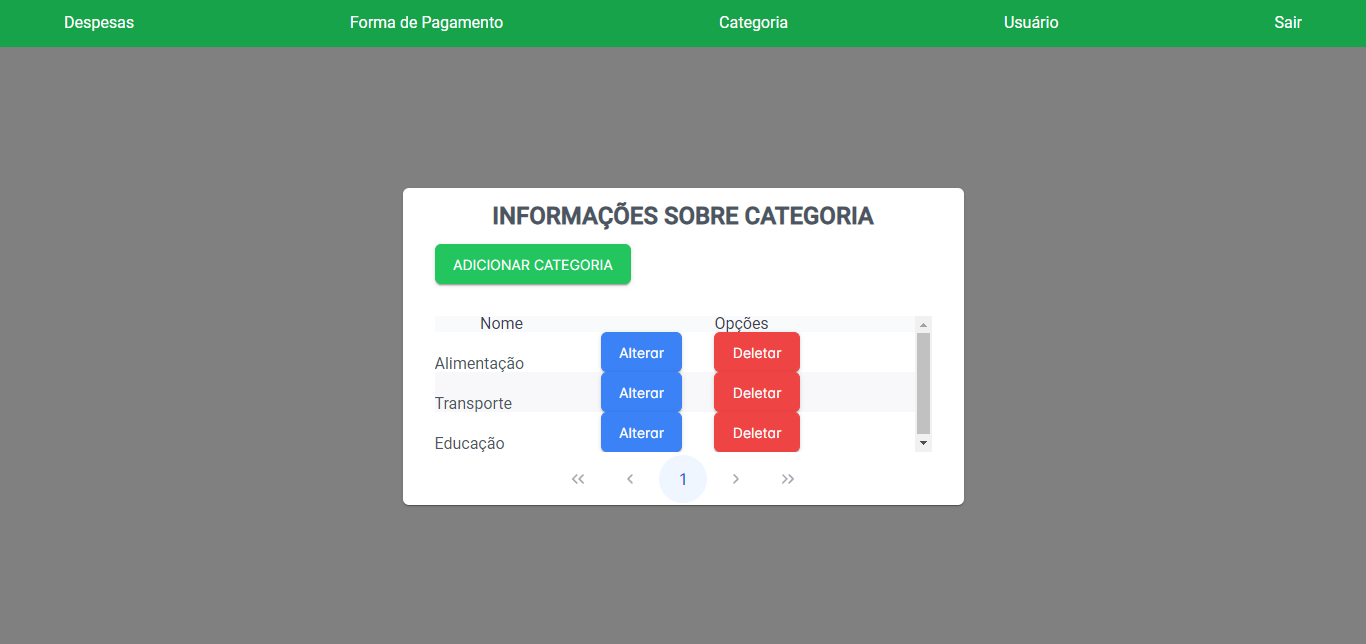 Despesas Forma de Pagamento Categoria Usuário Sair
INFORMAÇÕES SOBRE CATEGORIA
ADICIONAR CATEGORIA
Nome Opções
Alimentação Alterar Deletar
Transporte Alterar Deletar
Educação Alterar Deletar
1